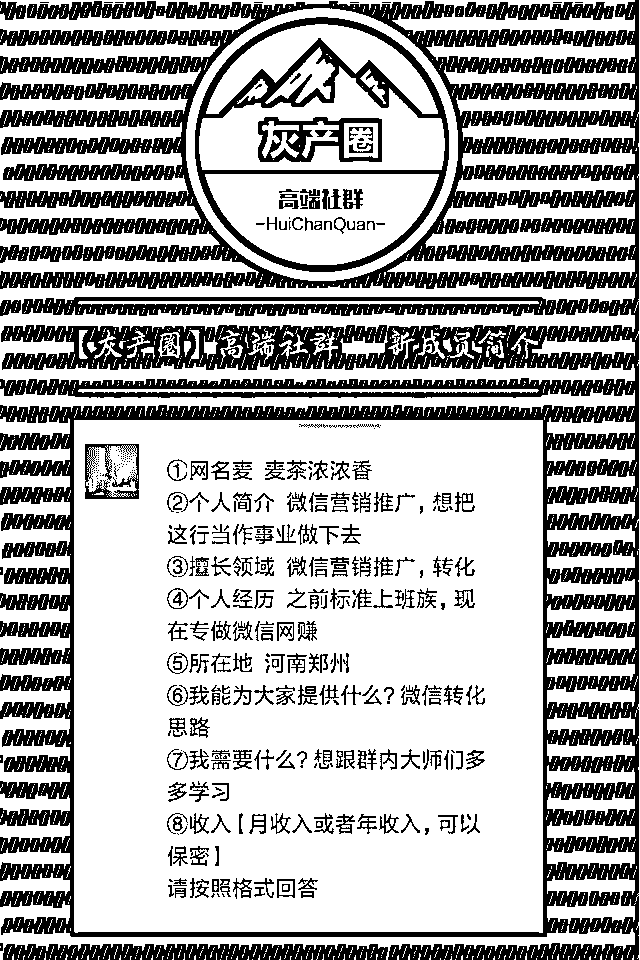 灰产圈
高端社群
-HuiChanQuan-
【灰产圈】高端社群 新成员简介
①网名麦 麦茶浓浓香
②个人简介 微信营销推广，想把
这行当作事业做下去
③擅长领域 微信营销推广，转化
④个人经历 之前标准上班族，现
在专做微信网赚
⑤所在地 河南郑州
⑥我能为大家提供什么？微信转化
思路
⑦我需要什么？想跟群内大师们多
多学习
⑧收入【月收入或者年收入，可以
保密】
请按照格式回答